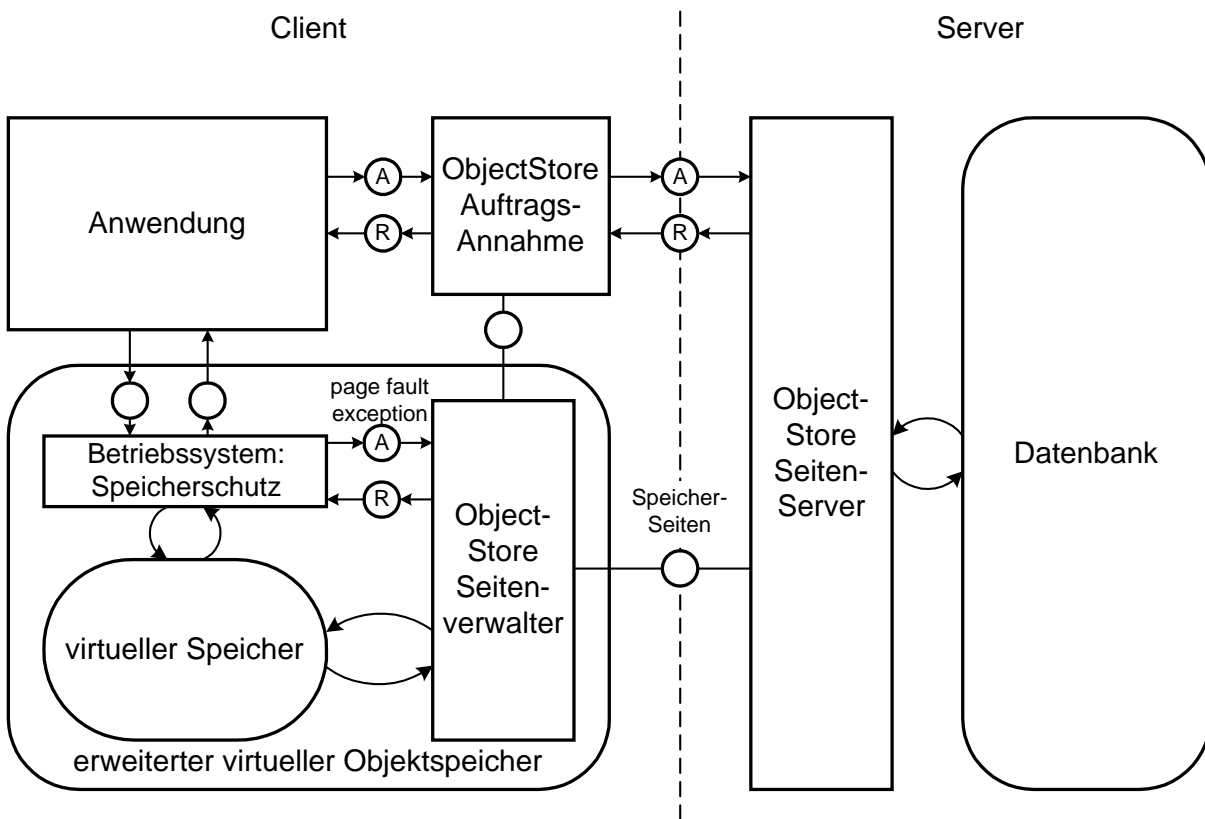 Client
Server
Anwendung
A
R
ObjectStore
Auftrags-
Annahme
A
R
page fault
exception
Betriebssystem:
Speicherschutz
A
R
Object-
Store
Seiten-
verwalter
virtueller Speicher
erweiterter virtueller Objektspeicher
Speicher-
Seiten
Object-
Store
Seiten-
Server
Datenbank